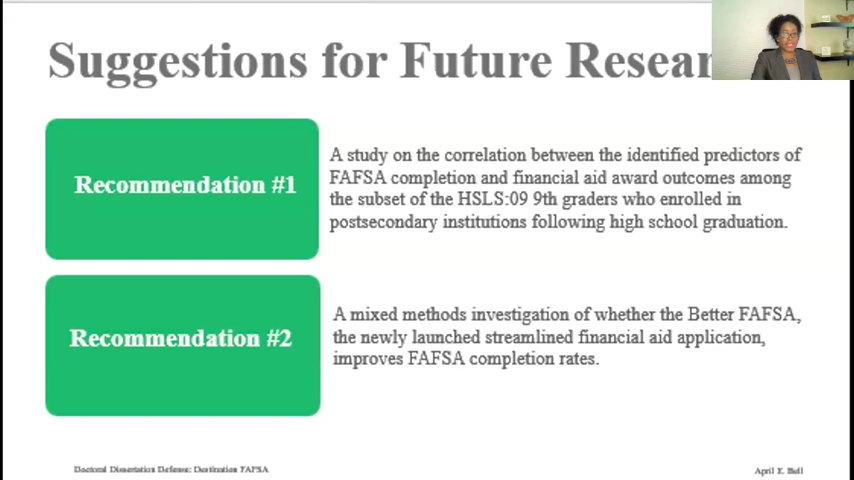 Suggestions for Future Resear
Recommendation #1
A study on the correlation between the identified predictors of
FAFSA completion and financial aid award outcomes among
the subset of the HSLS:09 9th graders who enrolled in
postsecondary institutions following high school graduation.
Recommendation #2
A mixed methods investigation of whether the Better FAFSA,
the newly launched streamlined financial aid application,
improves FAFSA completion rates.
Doctoral Dissertation Defense: Destination FAFSA
April E. Bell